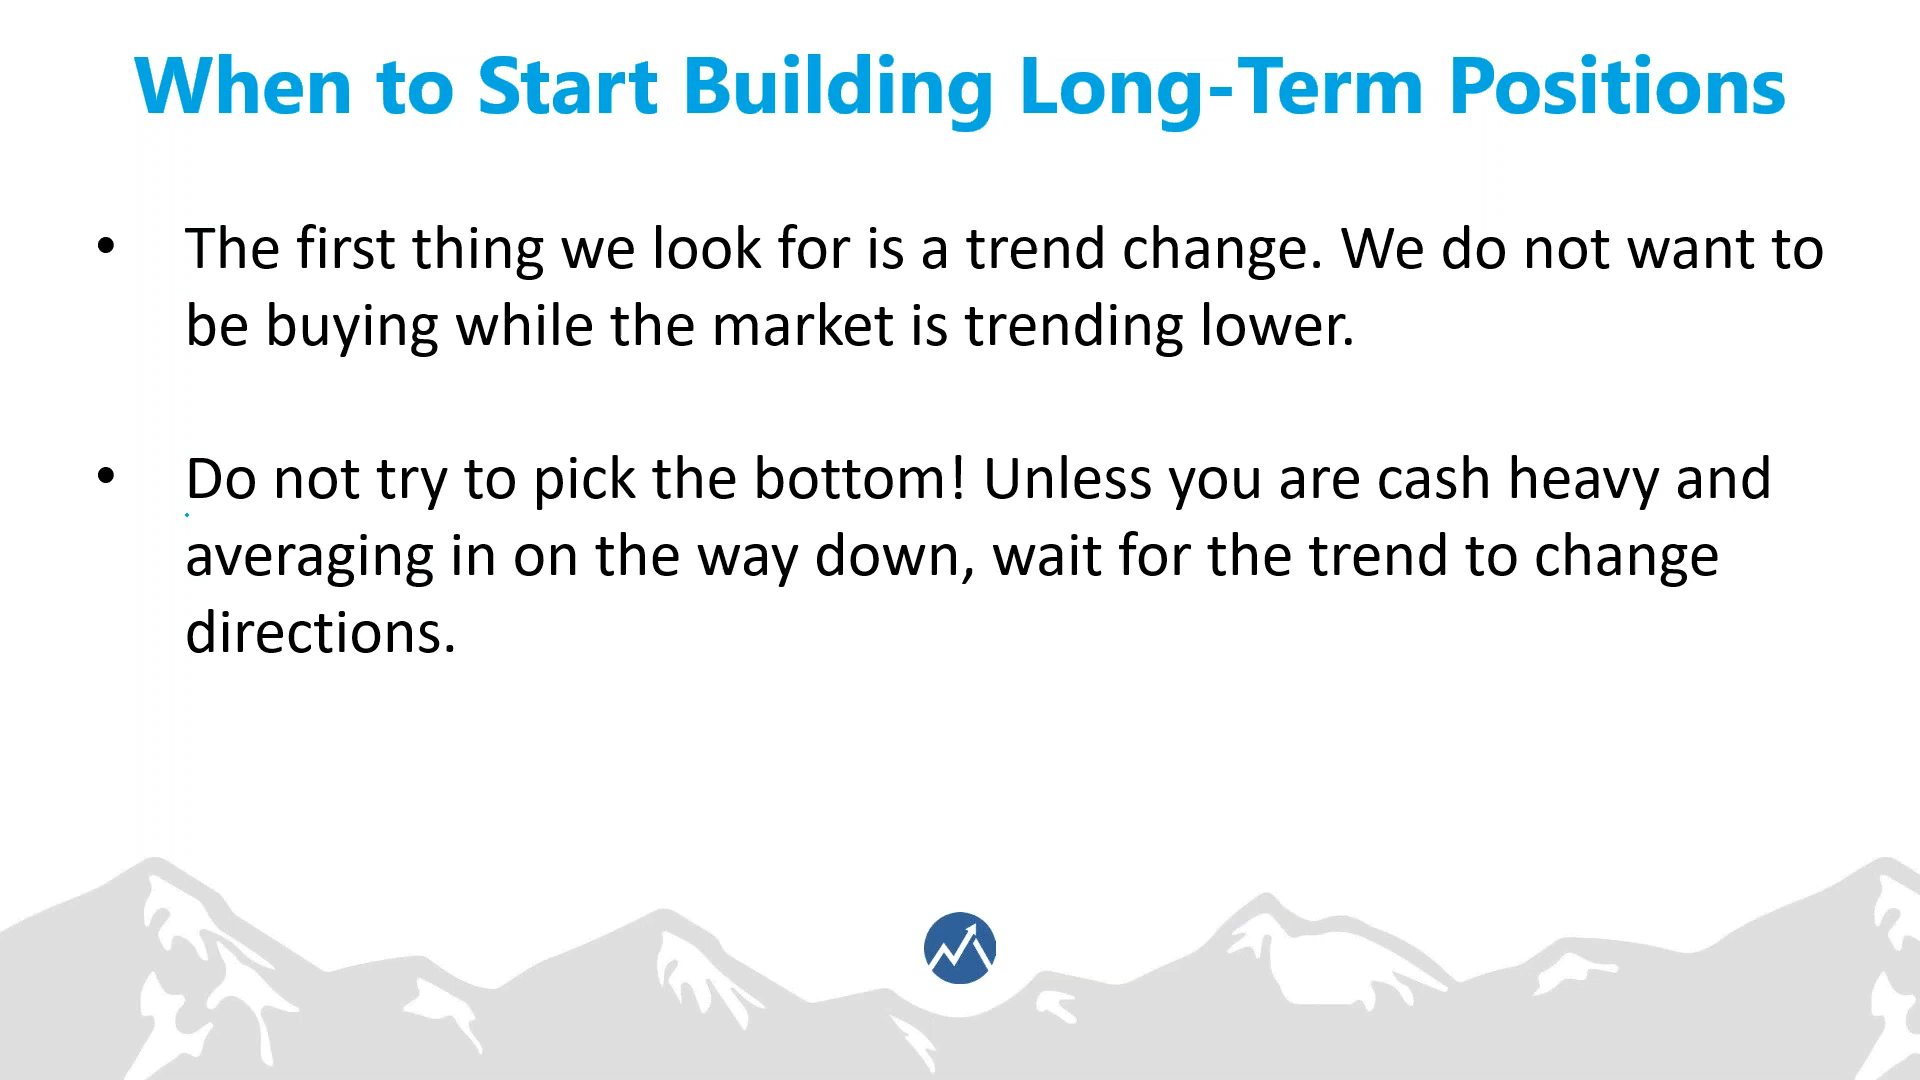 When to Start Building Long-Term Positions
• The first thing we look for is a trend change. We do not want to
be buying while the market is trending lower.
• Do not try to pick the bottom! Unless you are cash heavy and
averaging in on the way down, wait for the trend to change
directions.